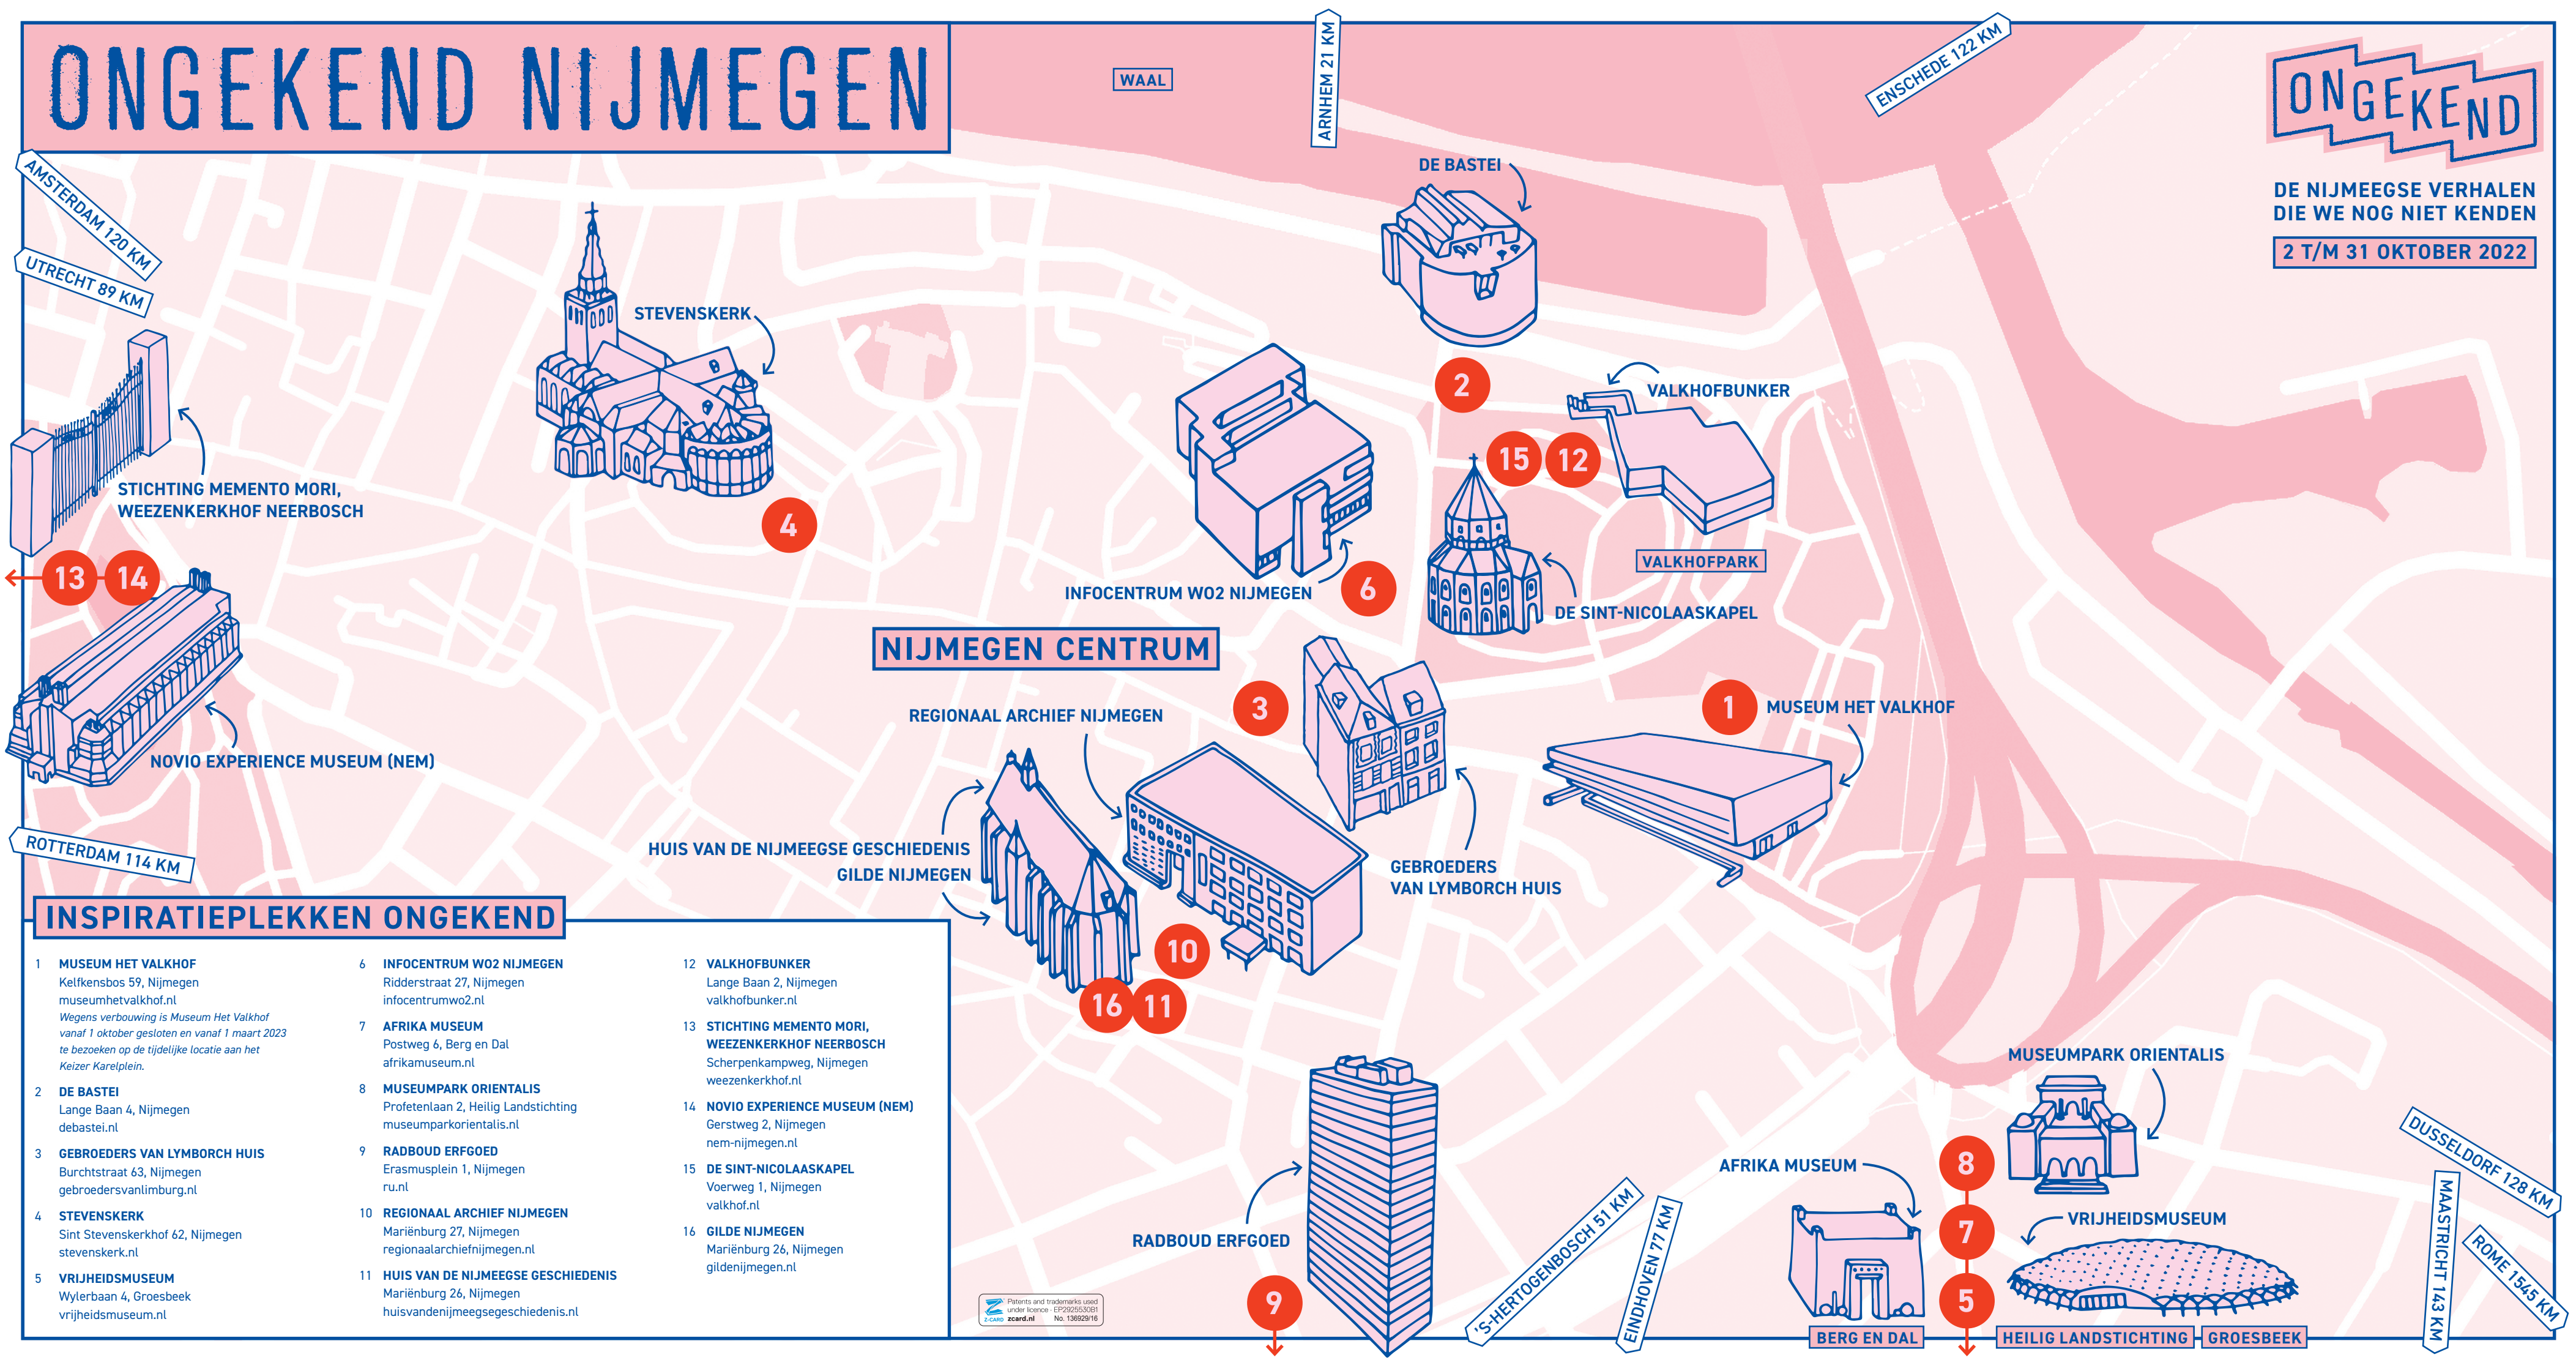 ONGEKEND NIJMEGEN
WAAL
ARNHEM 21 KM
ENSCHEDE 122 KM
ONGEKEND
DE NIJMEEGSE VERHALEN
DIE WE NOG NIET KENDEN
2 T/M 31 OKTOBER 2022
AMSTERDAM 120 KM
UTRECHT 89 KM
DE BASTEI
STEVENSKERK
2
VALKHOFBUNKER
15
12
STICHTING MEMENTO MORI,
WEEZENKERKHOF NEERBOSCH
4
13
14
VALKHOFPARK
INFOCENTRUM WO2 NIJMEGEN
6
DE SINT-NICOLAASKAPEL
NIJMEGEN CENTRUM
3
1
MUSEUM HET VALKHOF
REGIONAAL ARCHIEF NIJMEGEN
NOVIO EXPERIENCE MUSEUM (NEM)
ROTTERDAM 114 KM
HUIS VAN DE NIJMEEGSE GESCHIEDENIS
GILDE NIJMEGEN
GEBROEDERS
VAN LYMBORCH HUIS
10
16
11
INSPIRATIEPLEKKEN ONGEKEND
1 MUSEUM HET VALKHOF
Kelfkensbos 59, Nijmegen
museumhetvalkhof.nl
Wegens verbouwing is Museum Het Valkhof
vanaf 1 oktober gesloten en vanaf 1 maart 2023
te bezoeken op de tijdelijke locatie aan het
Keizer Karelplein.
2 DE BASTEI
Lange Baan 4, Nijmegen
debastei.nl
3 GEBROEDERS VAN LYMBORCH HUIS
Burchtstraat 63, Nijmegen
gebroedersvanlimburg.nl
4 STEVENSKERK
Sint Stevenskerkhof 62, Nijmegen
stevenskerk.nl
5 VRIJHEIDSMUSEUM
Wylerbaan 4, Groesbeek
vrijheidsmuseum.nl
6 INFOCENTRUM WO2 NIJMEGEN
Ridderstraat 27, Nijmegen
infocentrumwo2.nl
7 AFRIKA MUSEUM
Postweg 6, Berg en Dal
afrikamuseum.nl
8 MUSEUMPARK ORIENTALIS
Profetenlaan 2, Heilig Landstichting
museumparkorientalis.nl
9 RADBOUD ERFGOED
Erasmusplein 1, Nijmegen
ru.nl
10 REGIONAAL ARCHIEF NIJMEGEN
Mariënburg 27, Nijmegen
regionaalarchiefnijmegen.nl
11 HUIS VAN DE NIJMEEGSE GESCHIEDENIS
Mariënburg 26, Nijmegen
huisvandenijmeegsegeschiedenis.nl
12 VALKHOFBUNKER
Lange Baan 2, Nijmegen
valkhofbunker.nl
13 STICHTING MEMENTO MORI,
WEEZENKERKHOF NEERBOSCH
Scherpenkampweg, Nijmegen
weezenkerkhof.nl
14 NOVIO EXPERIENCE MUSEUM (NEM)
Gerstweg 2, Nijmegen
nem-nijmegen.nl
15 DE SINT-NICOLAASKAPEL
Voerweg 1, Nijmegen
valkhof.nl
16 GILDE NIJMEGEN
Mariënburg 26, Nijmegen
gildenijmegen.nl
RADBOUD ERFGOED
9
Z-CARD
Patents and trademarks used
under licence - EP2925530B1
zcard.nl No. 136929/16
'S-HERTOGENBOSCH 51 KM
EINDHOVEN 77 KM
MUSEUMPARK ORIENTALIS
AFRIKA MUSEUM
8
7
5
VRIJHEIDSMUSEUM
BERG EN DAL
HEILIG LANDSTICHTING
GROESBEEK
DUSSELDORF 128 KM
MAASTRICHT 143 KM
ROME 1545 KM